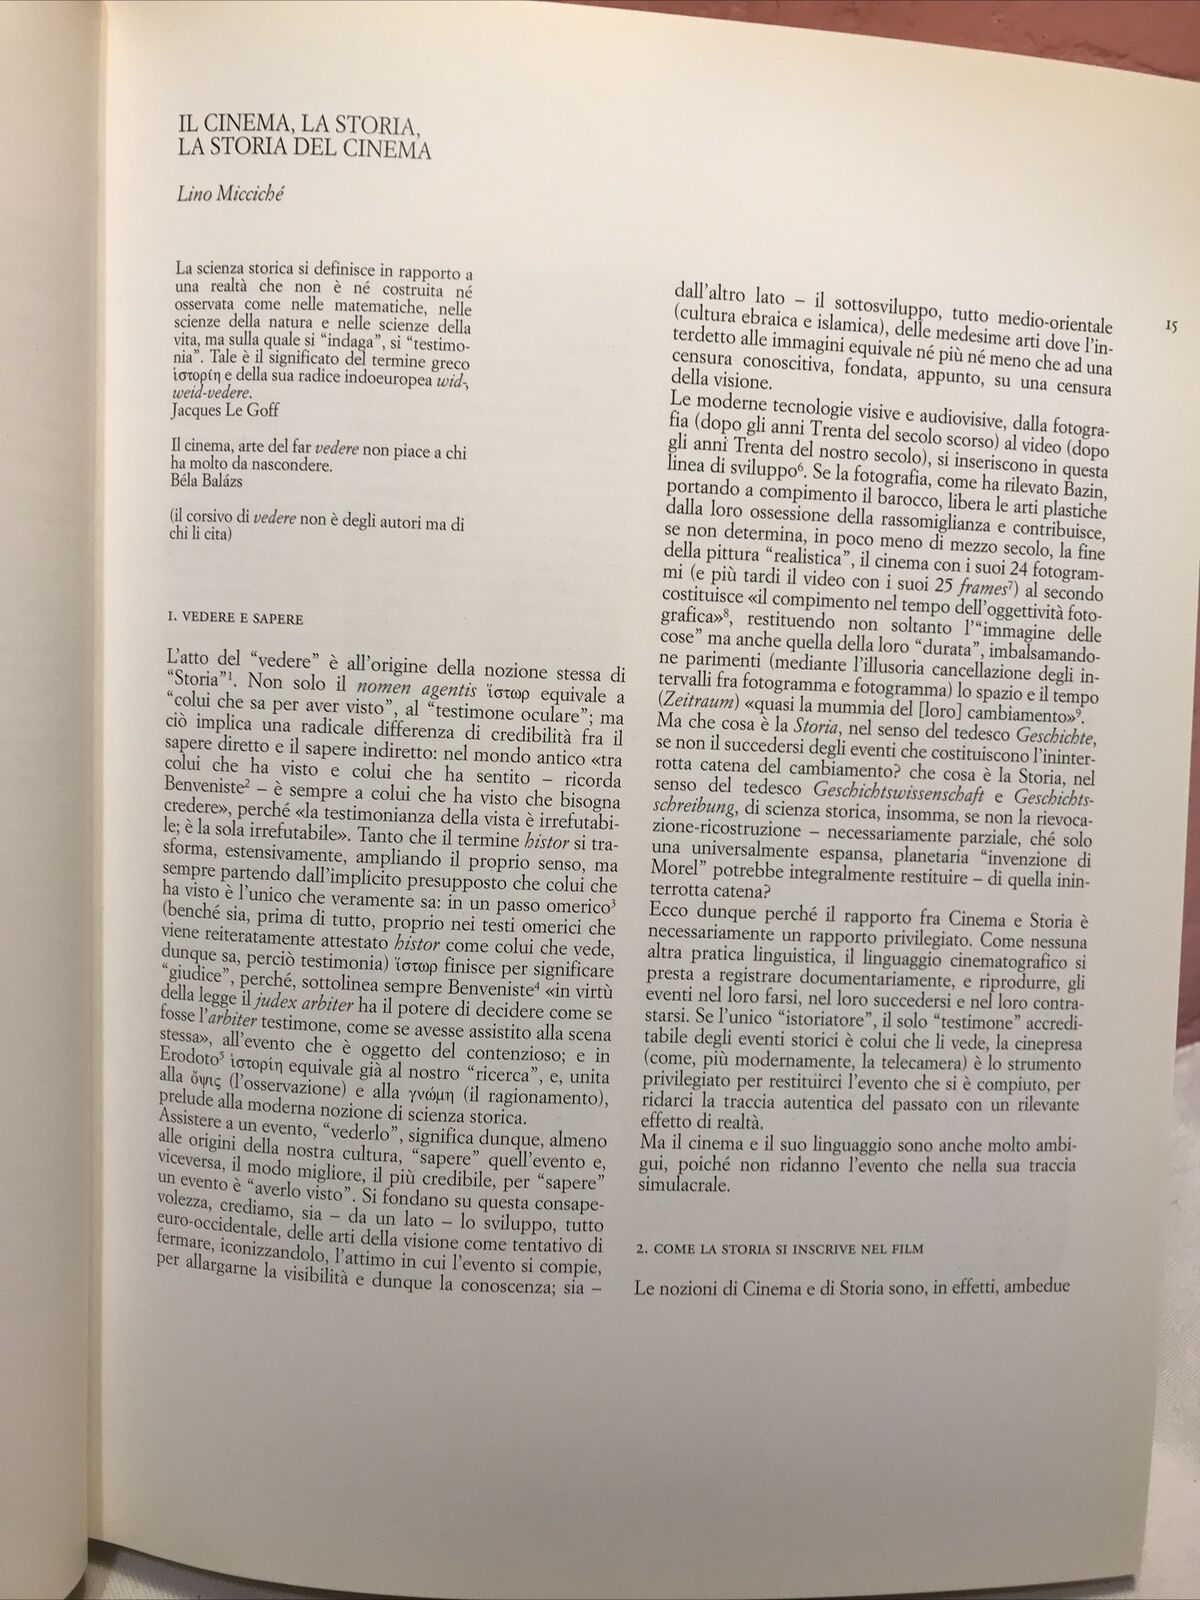 IL CINEMA, LA STORIA,
LA STORIA DEL CINEMA
Lino Micciché
La scienza storica si definisce in rapporto a
una realtà che non è né costruita né
osservata come nelle matematiche, nelle
scienze della natura e nelle scienze della
vita, ma sulla quale si “indaga”, si “testimo-
nia”. Tale è il significato del termine greco
ἱστορίη e della sua radice indoeuropea wid-,
weid-vedere.
Jacques Le Goff
Il cinema, arte del far vedere non piace a chi
ha molto da nascondere.
Béla Balázs
(il corsivo di vedere non è degli autori ma di
chi li cita)
1. VEDERE E SAPERE
L’atto del “vedere” è all’origine della nozione stessa di
“Storia”1. Non solo il nomen agentis ἵστωρ equivale a
“colui che sa per aver visto”, al “testimone oculare”; ma
ciò implica una radicale differenza di credibilità fra il
sapere diretto e il sapere indiretto: nel mondo antico «tra
colui che ha visto e colui che ha sentito – ricorda
Benveniste2 – è sempre a colui che ha visto che bisogna
credere», perché «la testimonianza della vista è irrefutabi-
le; è la sola irrefutabile». Tanto che il termine histor si tra-
sforma, estensivamente, ampliando il proprio senso, ma
sempre partendo dall’implicito presupposto che colui che
ha visto è l’unico che veramente sa: in un passo omerico3
(benché sia, prima di tutto, proprio nei testi omerici che
viene reiteratamente attestato histor come colui che vede,
dunque sa, perciò testimonia) ἵστωρ finisce per significare
“giudice”, perché, sottolinea sempre Benveniste4 «in virtù
della legge il judex arbiter ha il potere di decidere come se
fosse l’arbiter testimone, come se avesse assistito alla scena
stessa», all’evento che è oggetto del contenzioso; e in
Erodoto5 ἱστορίη equivale già al nostro “ricerca”, e, unita
alla ὄψις (l’osservazione) e alla γνώμη (il ragionamento),
prelude alla moderna nozione di scienza storica.
Assistere a un evento, “vederlo”, significa dunque, almeno
alle origini della nostra cultura, “sapere” quell’evento e,
viceversa, il modo migliore, il più credibile, per “sapere”
un evento è “averlo visto”. Si fondano su questa consape-
volezza, crediamo, sia – da un lato – lo sviluppo, tutto
euro-occidentale, delle arti della visione come tentativo di
fermare, iconizzandolo, l’attimo in cui l’evento si compie,
per allargarne la visibilità e dunque la conoscenza; sia –
dall’altro lato – il sottosviluppo, tutto medio-orientale
(cultura ebraica e islamica), delle medesime arti dove l’in-
terdetto alle immagini equivale né più né meno che ad una
censura conoscitiva, fondata, appunto, su una censura
della visione.
Le moderne tecnologie visive e audiovisive, dalla fotogra-
fia (dopo gli anni Trenta del secolo scorso) al video (dopo
gli anni Trenta del nostro secolo), si inseriscono in questa
linea di sviluppo6. Se la fotografia, come ha rilevato Bazin,
portando a compimento il barocco, libera le arti plastiche
dalla loro ossessione della rassomiglianza e contribuisce,
se non determina, in poco meno di mezzo secolo, la fine
della pittura “realistica”, il cinema con i suoi 24 fotogram-
mi (e più tardi il video con i suoi 25 frames7) al secondo
costituisce «il compimento nel tempo dell’oggettività foto-
grafica»8, restituendo non soltanto l’“immagine delle
cose” ma anche quella della loro “durata”, imbalsamando-
ne parimenti (mediante l’illusoria cancellazione degli in-
tervalli fra fotogramma e fotogramma) lo spazio e il tempo
(Zeitraum) «quasi la mummia del [loro] cambiamento»9.
Ma che cosa è la Storia, nel senso del tedesco Geschichte,
se non il succedersi degli eventi che costituiscono l’ininter-
rotta catena del cambiamento? che cosa è la Storia, nel
senso del tedesco Geschichtswissenschaft e Geschichts-
schreibung, di scienza storica, insomma, se non la rievoca-
zione-ricostruzione – necessariamente parziale, ché solo
una universalmente espansa, planetaria “invenzione di
Morel” potrebbe integralmente restituire – di quella inin-
terrotta catena?
Ecco dunque perché il rapporto fra Cinema e Storia è
necessariamente un rapporto privilegiato. Come nessuna
altra pratica linguistica, il linguaggio cinematografico si
presta a registrare documentariamente, e riprodurre, gli
eventi nel loro farsi, nel loro succedersi e nel loro contra-
starsi. Se l’unico “istoriatore”, il solo “testimone” accredi-
tabile degli eventi storici è colui che li vede, la cinepresa
(come, più modernamente, la telecamera) è lo strumento
privilegiato per restituirci l’evento che si è compiuto, per
ridarci la traccia autentica del passato con un rilevante
effetto di realtà.
Ma il cinema e il suo linguaggio sono anche molto ambi-
gui, poiché non ridanno l’evento che nella sua traccia
simulacrale.
2. COME LA STORIA SI INSCRIVE NEL FILM
Le nozioni di Cinema e di Storia sono, in effetti, ambedue
15